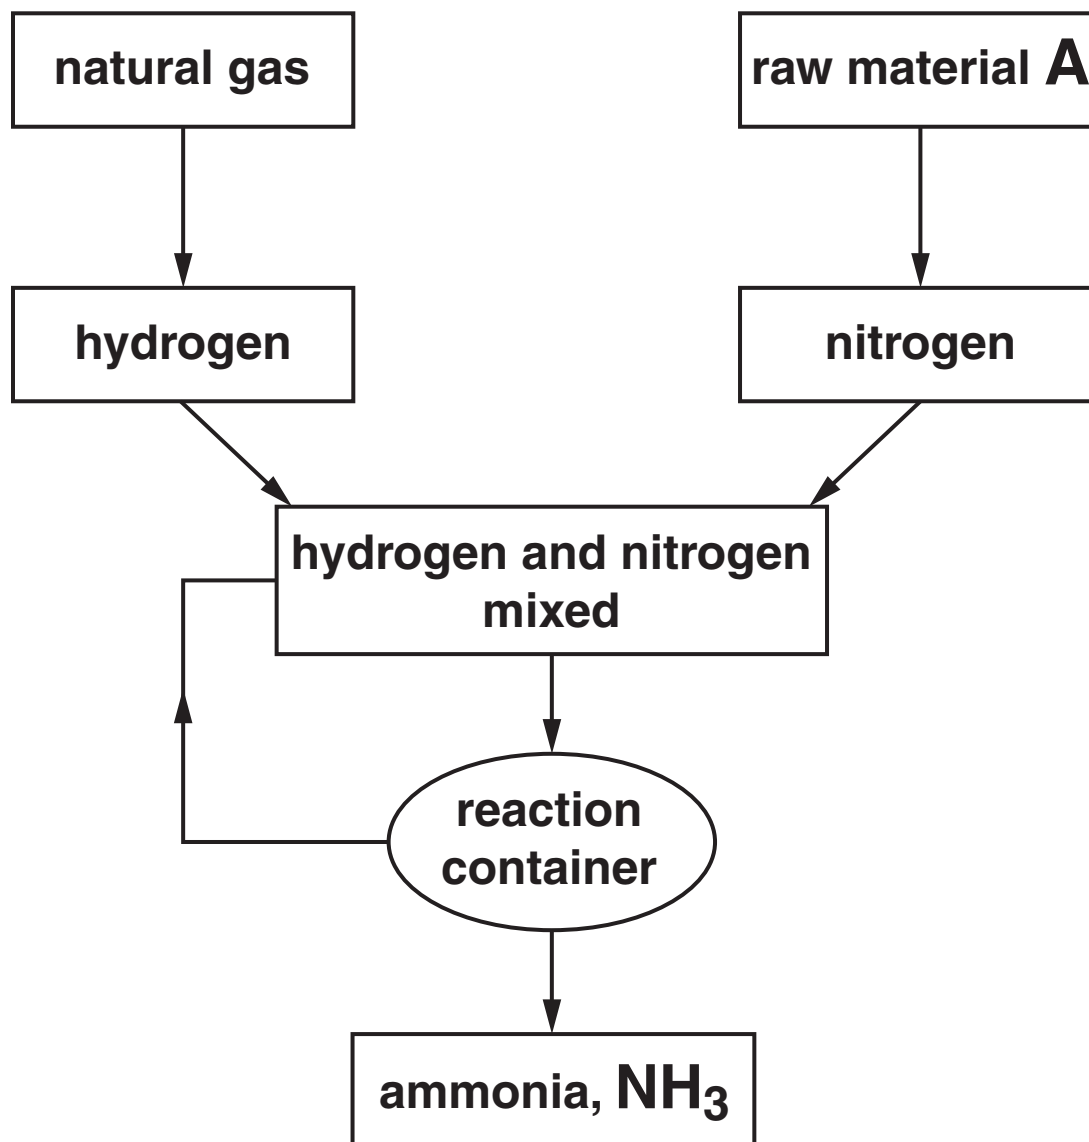 natural gas
raw material A
hydrogen
nitrogen
hydrogen and nitrogen
mixed
reaction
container
ammonia, NH₃